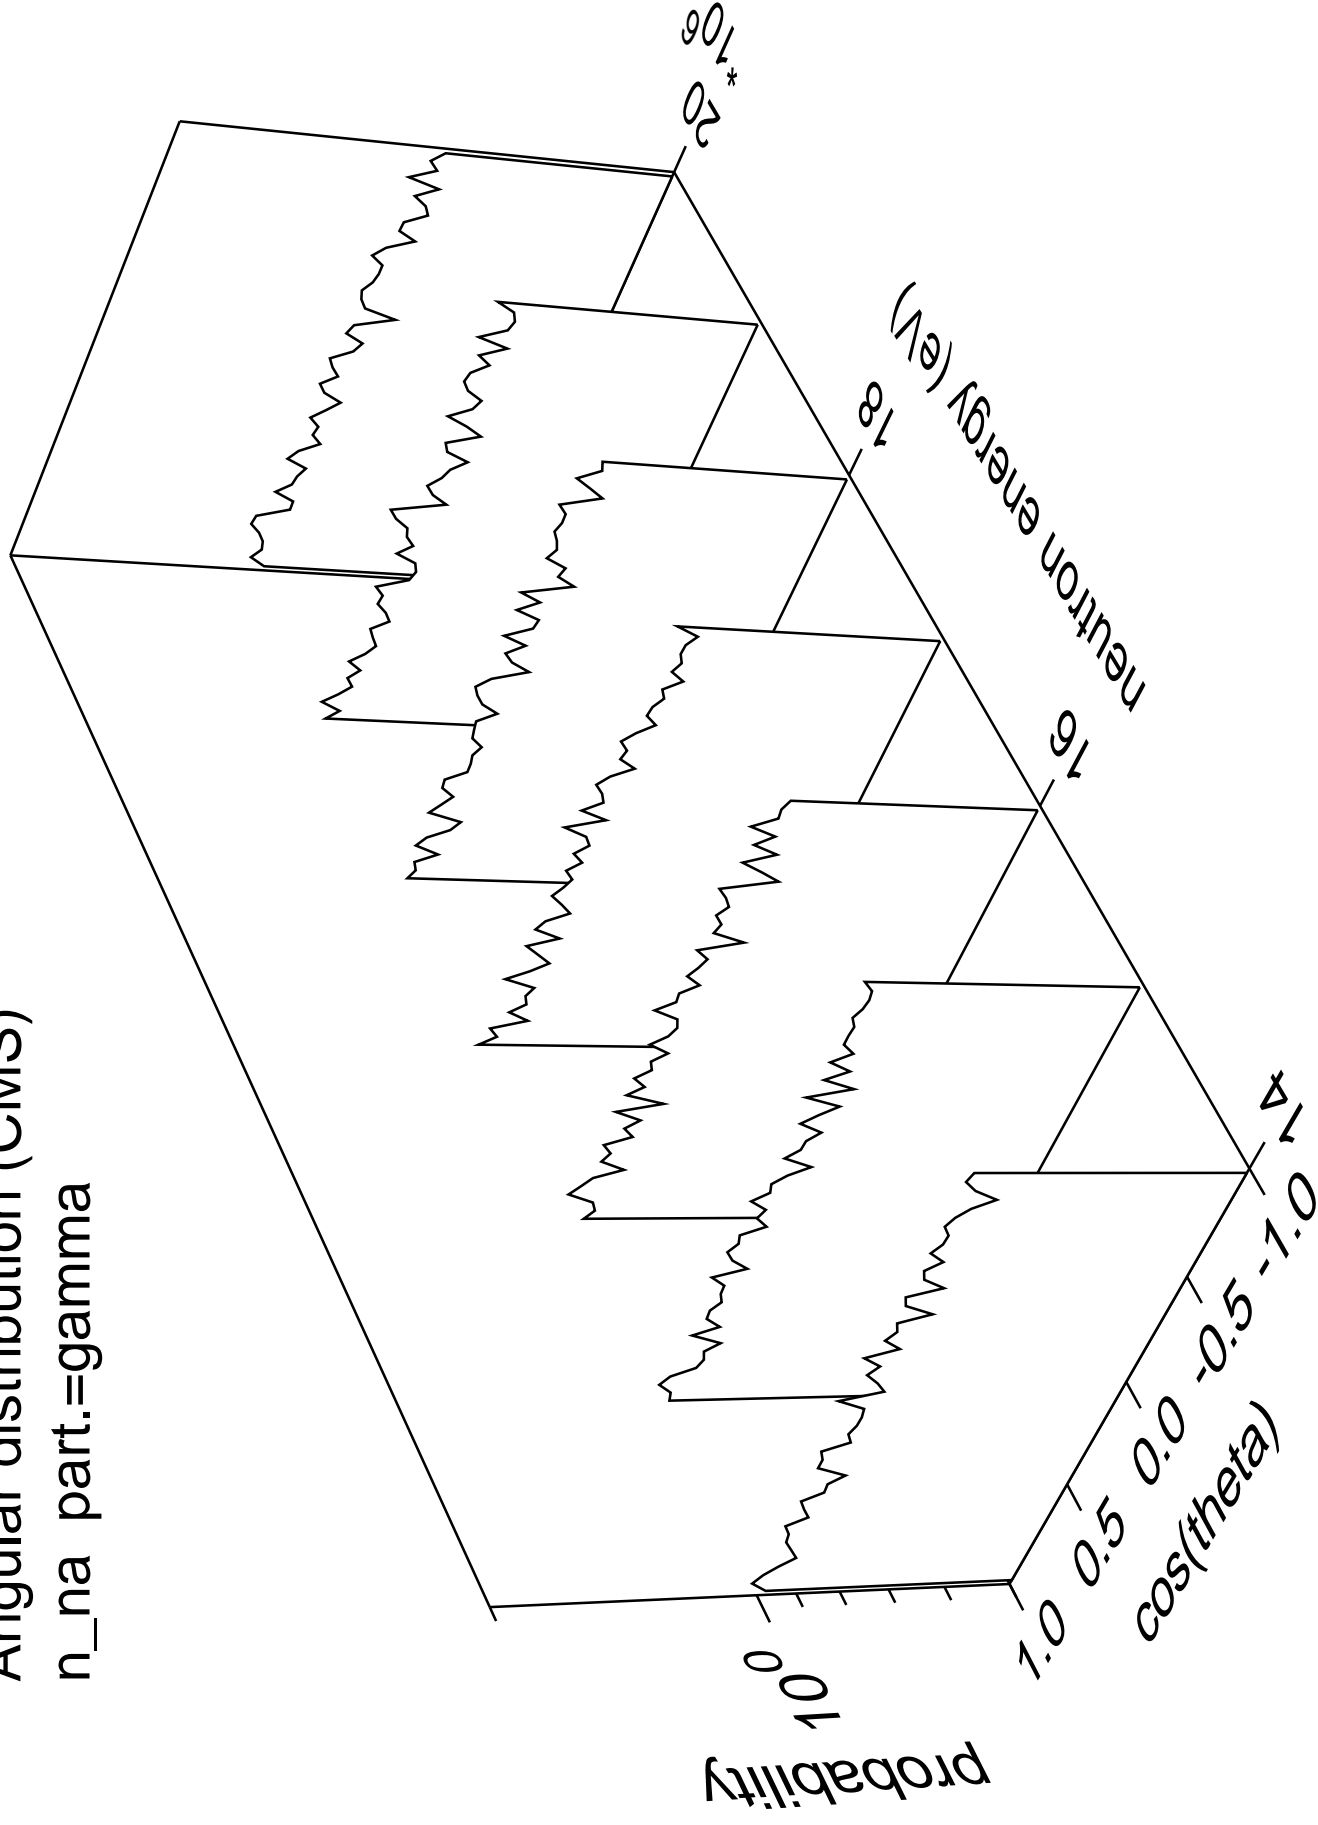 Angular distribution (CMS)
n_na part.=gamma
probability
10 0
1.0 0.5 0.0 -0.5 -1.0
cos(theta)
14 16 18 20
* 10 6
neutron energy (eV)